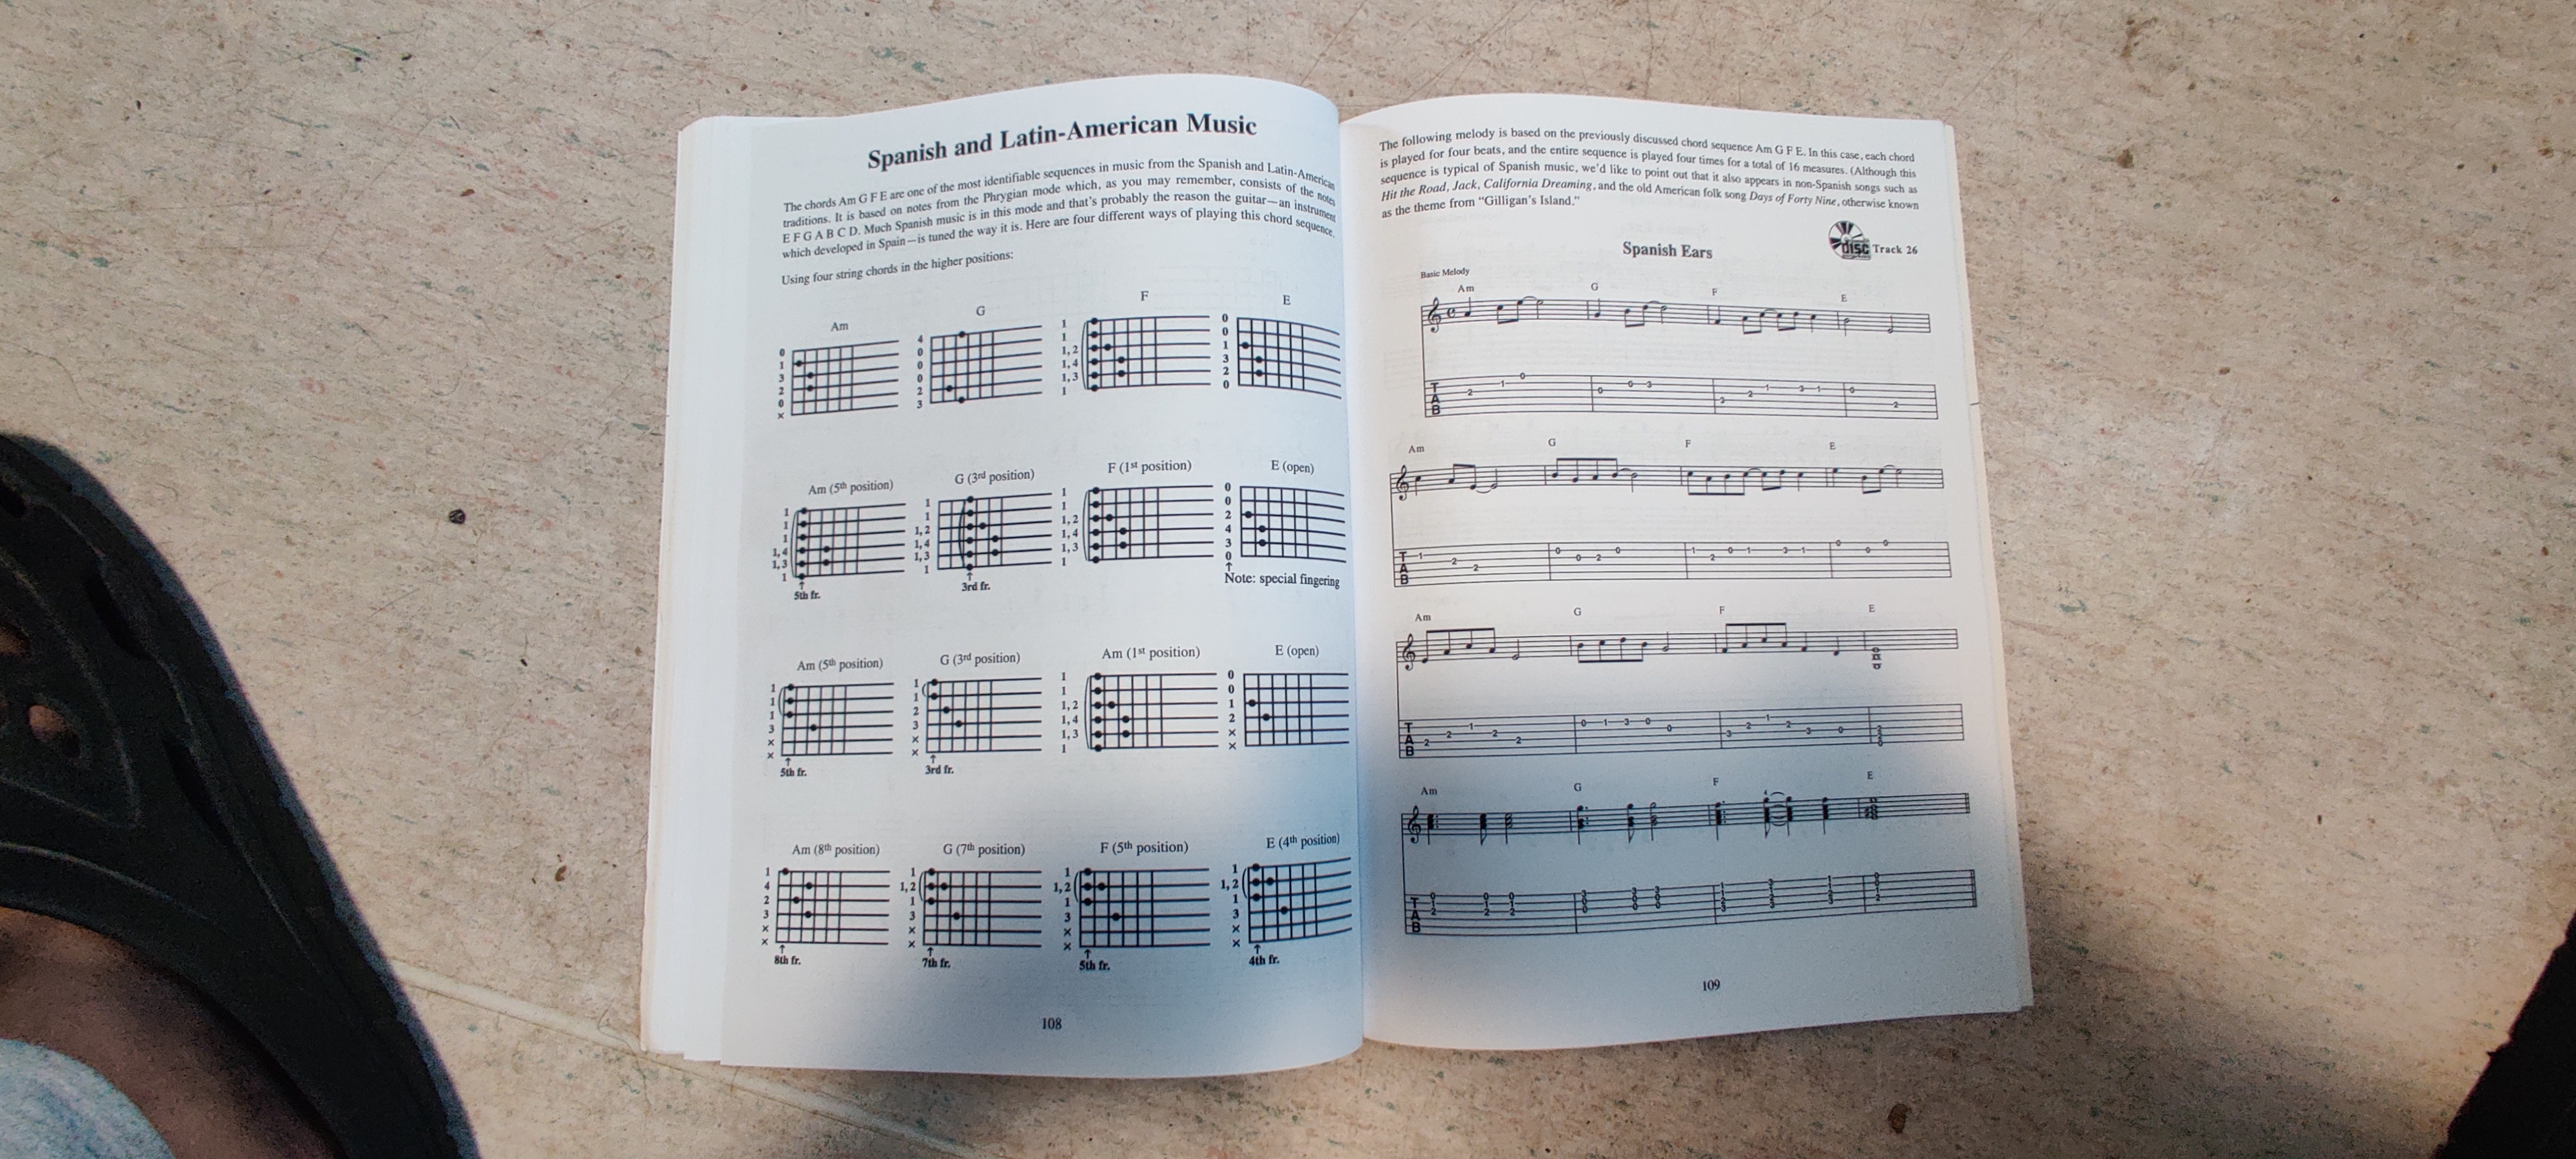 Spanish and Latin-American Music
The chords Am G F E are one of the most identifiable sequences in music from the Spanish and Latin-American
traditions. It is based on notes from the Phrygian mode which, as you may remember, consists of the notes
E F G A B C D. Much Spanish music is in this mode and that's probably the reason the guitar—an instrument
which developed in Spain—is tuned the way it is. Here are four different ways of playing this chord sequence.
Using four string chords in the higher positions:
Am G F E
Am (5th position) G (3rd position) F (1st position) E (open)
5th fr. 3rd fr. Note: special fingering
Am (5th position) G (3rd position) Am (1st position) E (open)
5th fr. 3rd fr.
Am (8th position) G (7th position) F (5th position) E (4th position)
8th fr. 7th fr. 5th fr. 4th fr.
108
The following melody is based on the previously discussed chord sequence Am G F E. In this case, each chord
is played for four beats, and the entire sequence is played four times for a total of 16 measures. (Although this
sequence is typical of Spanish music, we'd like to point out that it also appears in non-Spanish songs such as
Hit the Road, Jack, California Dreaming, and the old American folk song Days of Forty Nine, otherwise known
as the theme from "Gilligan's Island."
Spanish Ears
DISC Track 26
Basic Melody
Am G F E
T A B
Am G F E
T A B
Am G F E
T A B
Am G F E
T A B
109